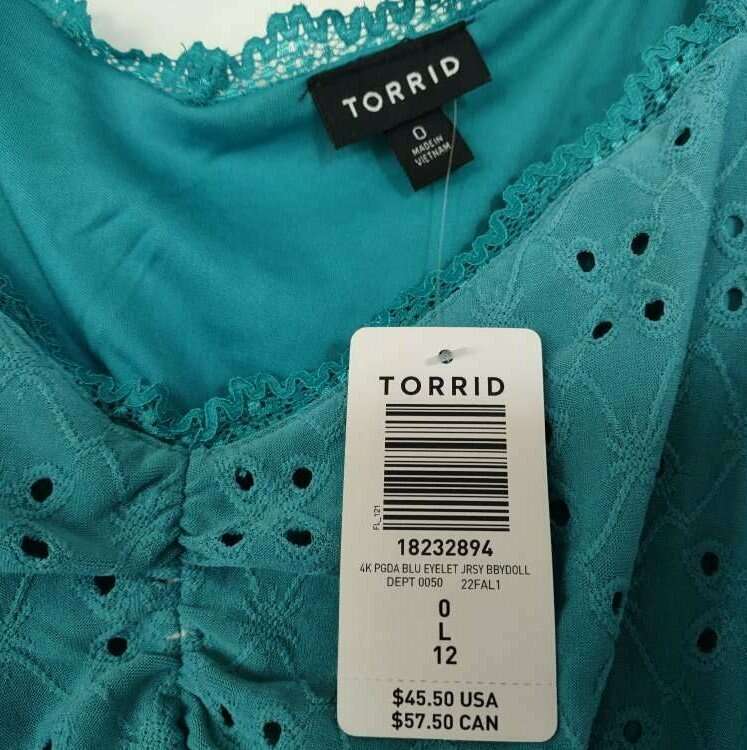 TORRID
0
MADE IN
VIETNAM
TORRID
FL_121
18232894
4K PGDA BLU EYELET JRSY BBYDOLL
DEPT 0050 22FAL1
0
L
12
$45.50 USA
$57.50 CAN